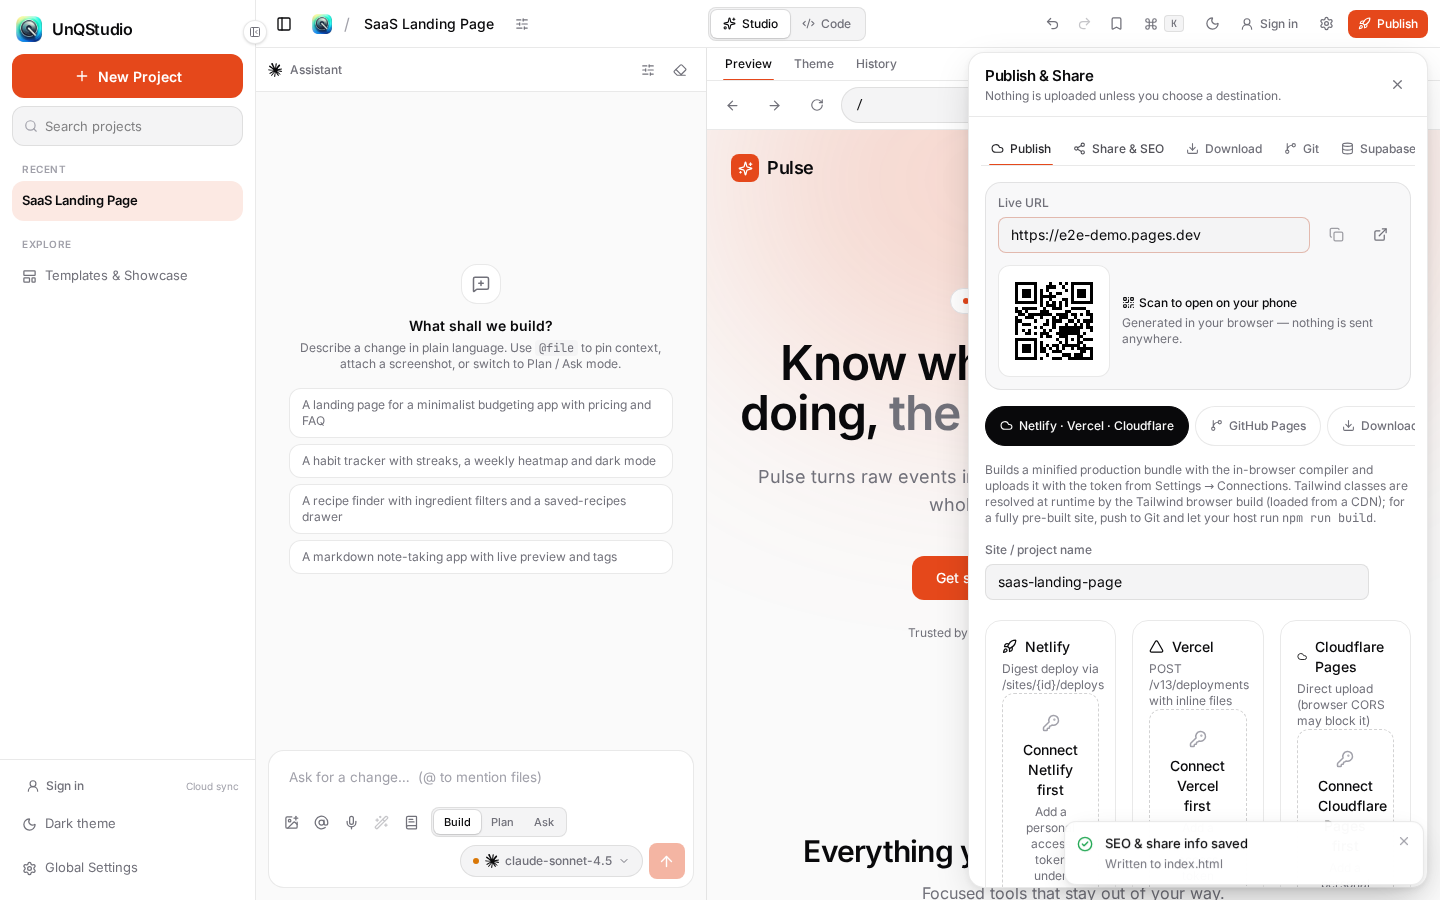 UnQStudio
New Project
Search projects
RECENT
SaaS Landing Page
EXPLORE
Templates & Showcase
Sign in
Cloud sync
Dark theme
Global Settings
/
SaaS Landing Page
Studio
Code
⌘
K
Sign in
Publish
Assistant
What shall we build?
Describe a change in plain language. Use @file to pin context,
attach a screenshot, or switch to Plan / Ask mode.
A landing page for a minimalist budgeting app with pricing and
FAQ
A habit tracker with streaks, a weekly heatmap and dark mode
A recipe finder with ingredient filters and a saved-recipes
drawer
A markdown note-taking app with live preview and tags
Ask for a change... (@ to mention files)
Build
Plan
Ask
claude-sonnet-4.5
Preview
Theme
History
/
Pulse
Know wh
doing, the
Pulse turns raw events i
whol
Get s
Trusted by
Everything y
Focused tools that stay out of your way.
Publish & Share
Nothing is uploaded unless you choose a destination.
Publish
Share & SEO
Download
Git
Supabase
Live URL
https://e2e-demo.pages.dev
Scan to open on your phone
Generated in your browser — nothing is sent
anywhere.
Netlify · Vercel · Cloudflare
GitHub Pages
Download
Builds a minified production bundle with the in-browser compiler and
uploads it with the token from Settings → Connections. Tailwind classes are
resolved at runtime by the Tailwind browser build (loaded from a CDN); for
a fully pre-built site, push to Git and let your host run npm run build.
Site / project name
saas-landing-page
Netlify
Digest deploy via
/sites/{id}/deploys
Connect
Netlify
first
Add a
person
acces
token
under
Vercel
POST
/v13/deployments
with inline files
Connect
Vercel
first
Cloudflare
Pages
Direct upload
(browser CORS
may block it)
Connect
Cloudflare
SEO & share info saved
Written to index.html